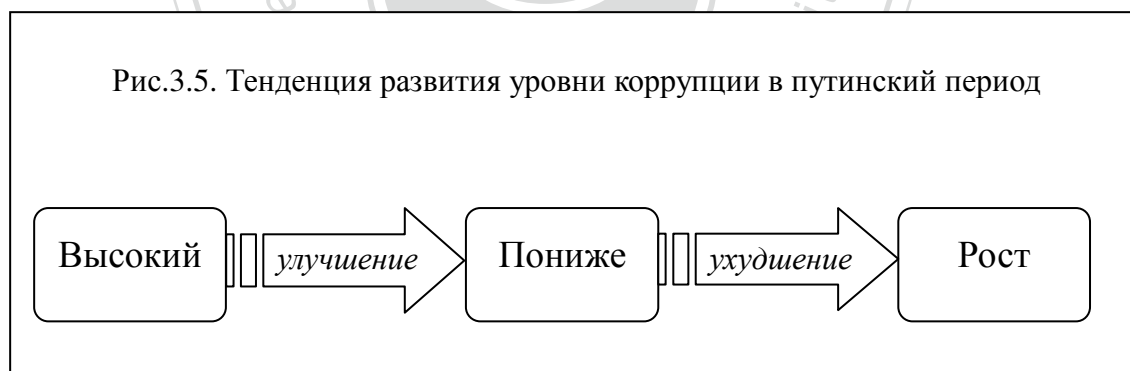 Рис.3.5. Тенденция развития уровни коррупции в путинский период
Высокий улучшение Пониже ухудшение Рост